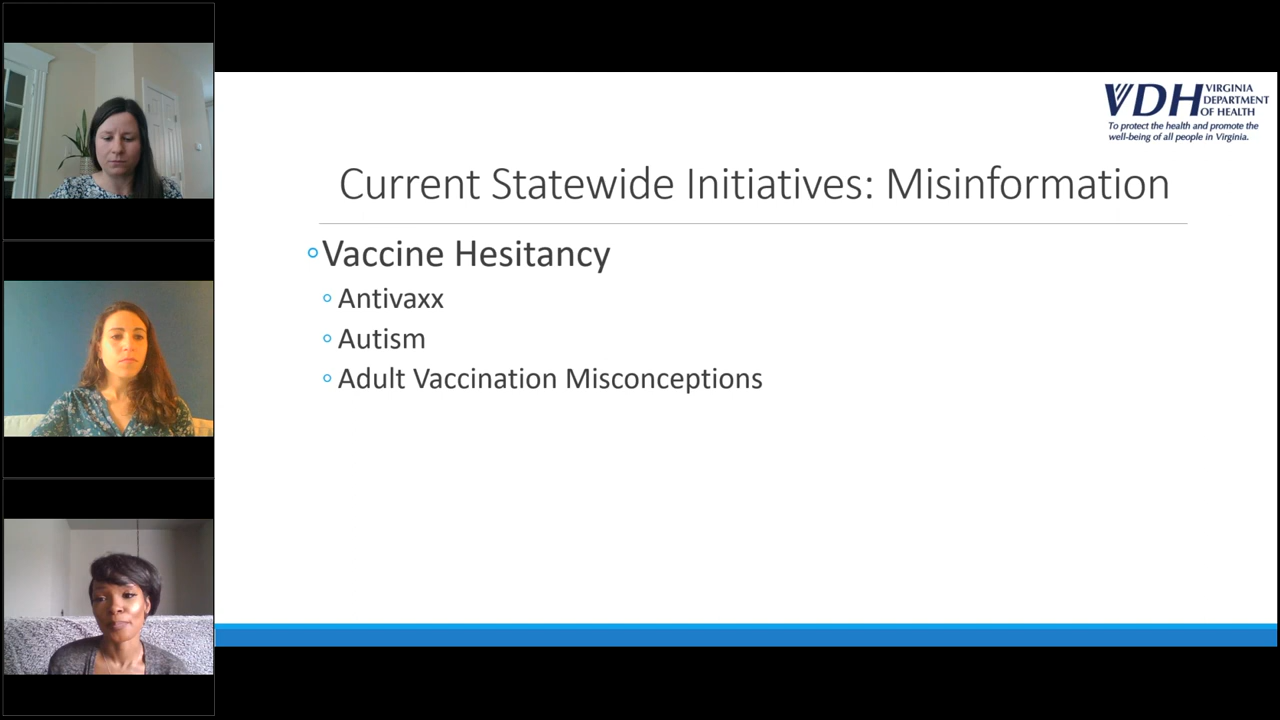 VDH VIRGINIA
DEPARTMENT
OF HEALTH
To protect the health and promote the
well-being of all people in Virginia.
Current Statewide Initiatives: Misinformation
Vaccine Hesitancy
Antivaxx
Autism
Adult Vaccination Misconceptions